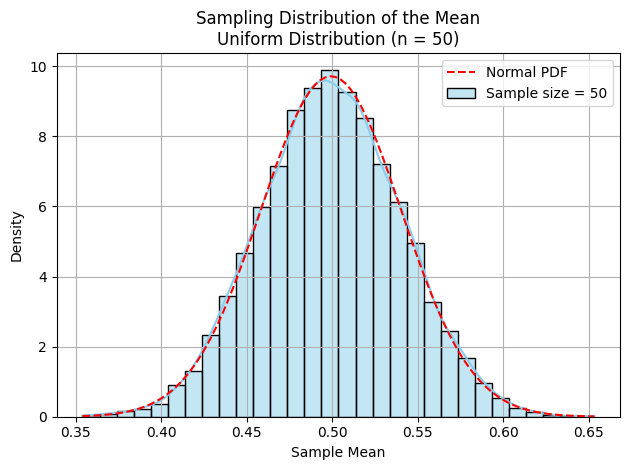 Sampling Distribution of the Mean
Uniform Distribution (n = 50)
Normal PDF
Sample size = 50
Density
10
8
6
4
2
0
0.35 0.40 0.45 0.50 0.55 0.60 0.65
Sample Mean